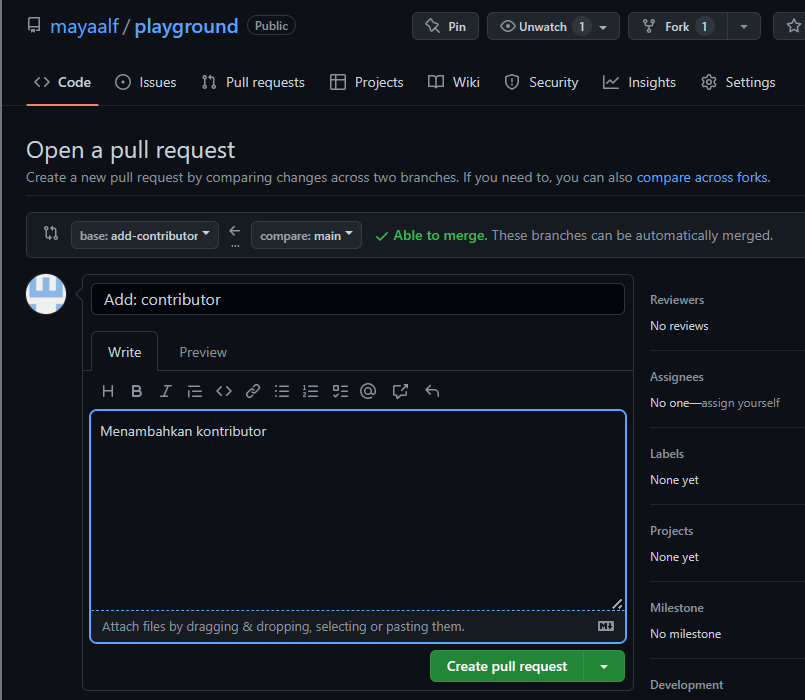 mayaalf / playground Public Pin Unwatch 1 Fork 1
Code Issues Pull requests Projects Wiki Security Insights Settings
Open a pull request
Create a new pull request by comparing changes across two branches. If you need to, you can also compare across forks.
base: add-contributor ... compare: main Able to merge. These branches can be automatically merged.
Add: contributor
Write Preview
H B I
Menambahkan kontributor
Attach files by dragging & dropping, selecting or pasting them.
Create pull request
Reviewers
No reviews
Assignees
No one—assign yourself
Labels
None yet
Projects
None yet
Milestone
No milestone
Development